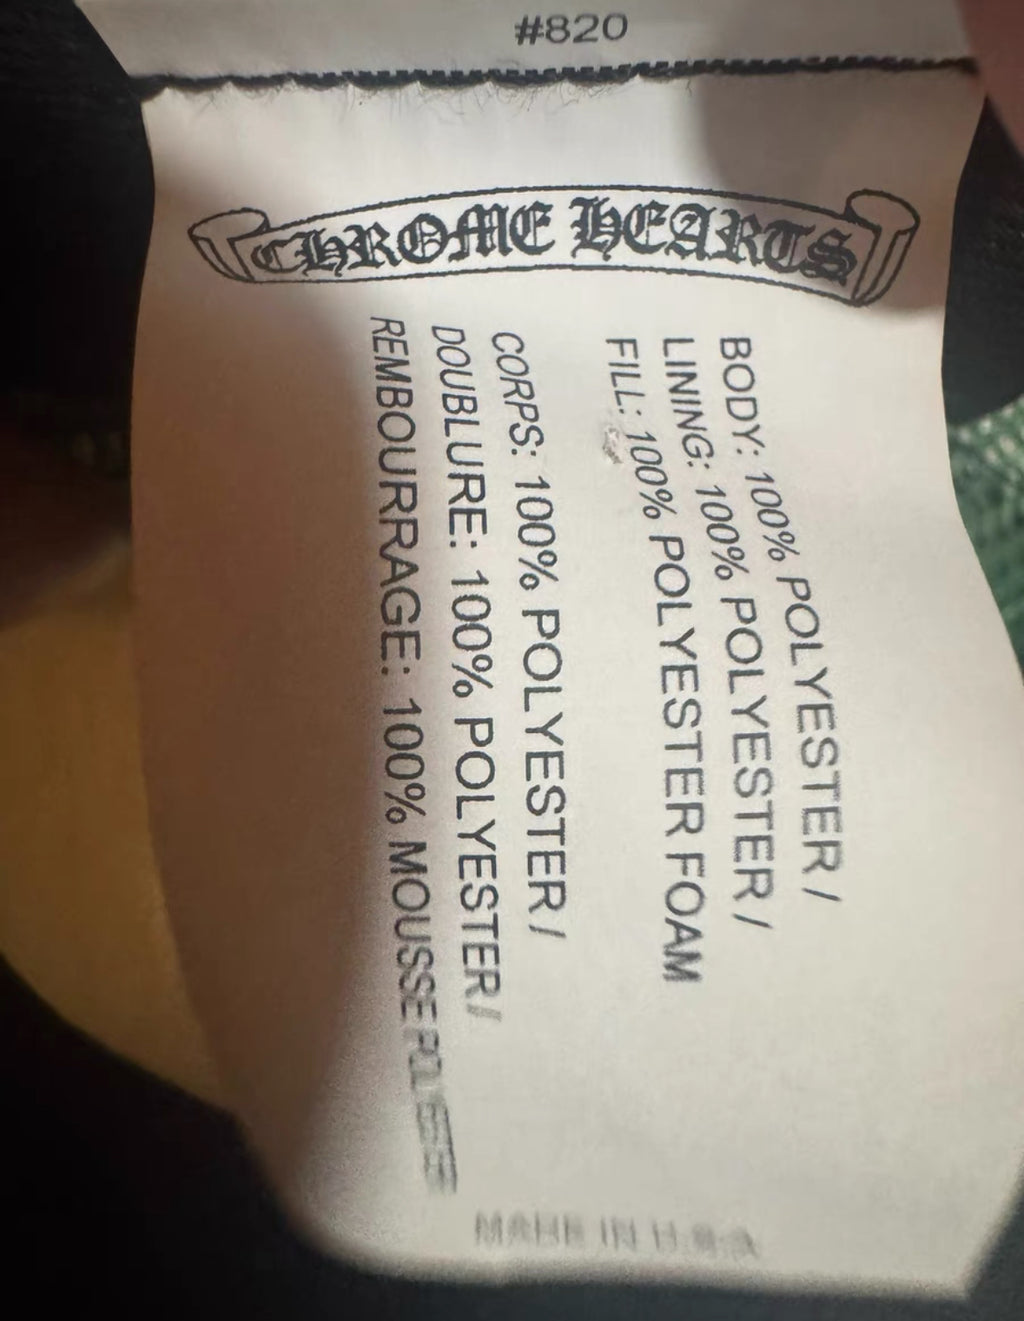 #820
CHROME HEARTS
BODY: 100% POLYESTER /
LINING: 100% POLYESTER /
FILL: 100% POLYESTER FOAM
CORPS: 100% POLYESTER /
DOUBLURE: 100% POLYESTER /
REMBOURRAGE: 100% MOUSSE POLYESTER
MADE IN U.S.A